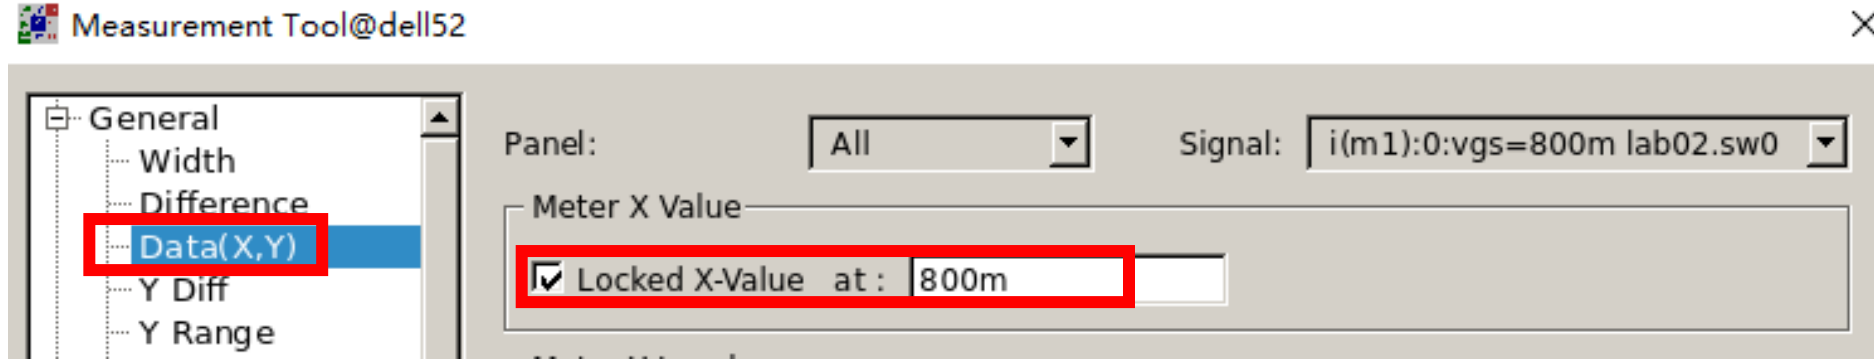 Measurement Tool@dell52
General
Width
Difference
Data(X,Y)
Y Diff
Y Range
Panel: All Signal: i(m1):0:vgs=800m lab02.sw0
Meter X Value
Locked X-Value at : 800m